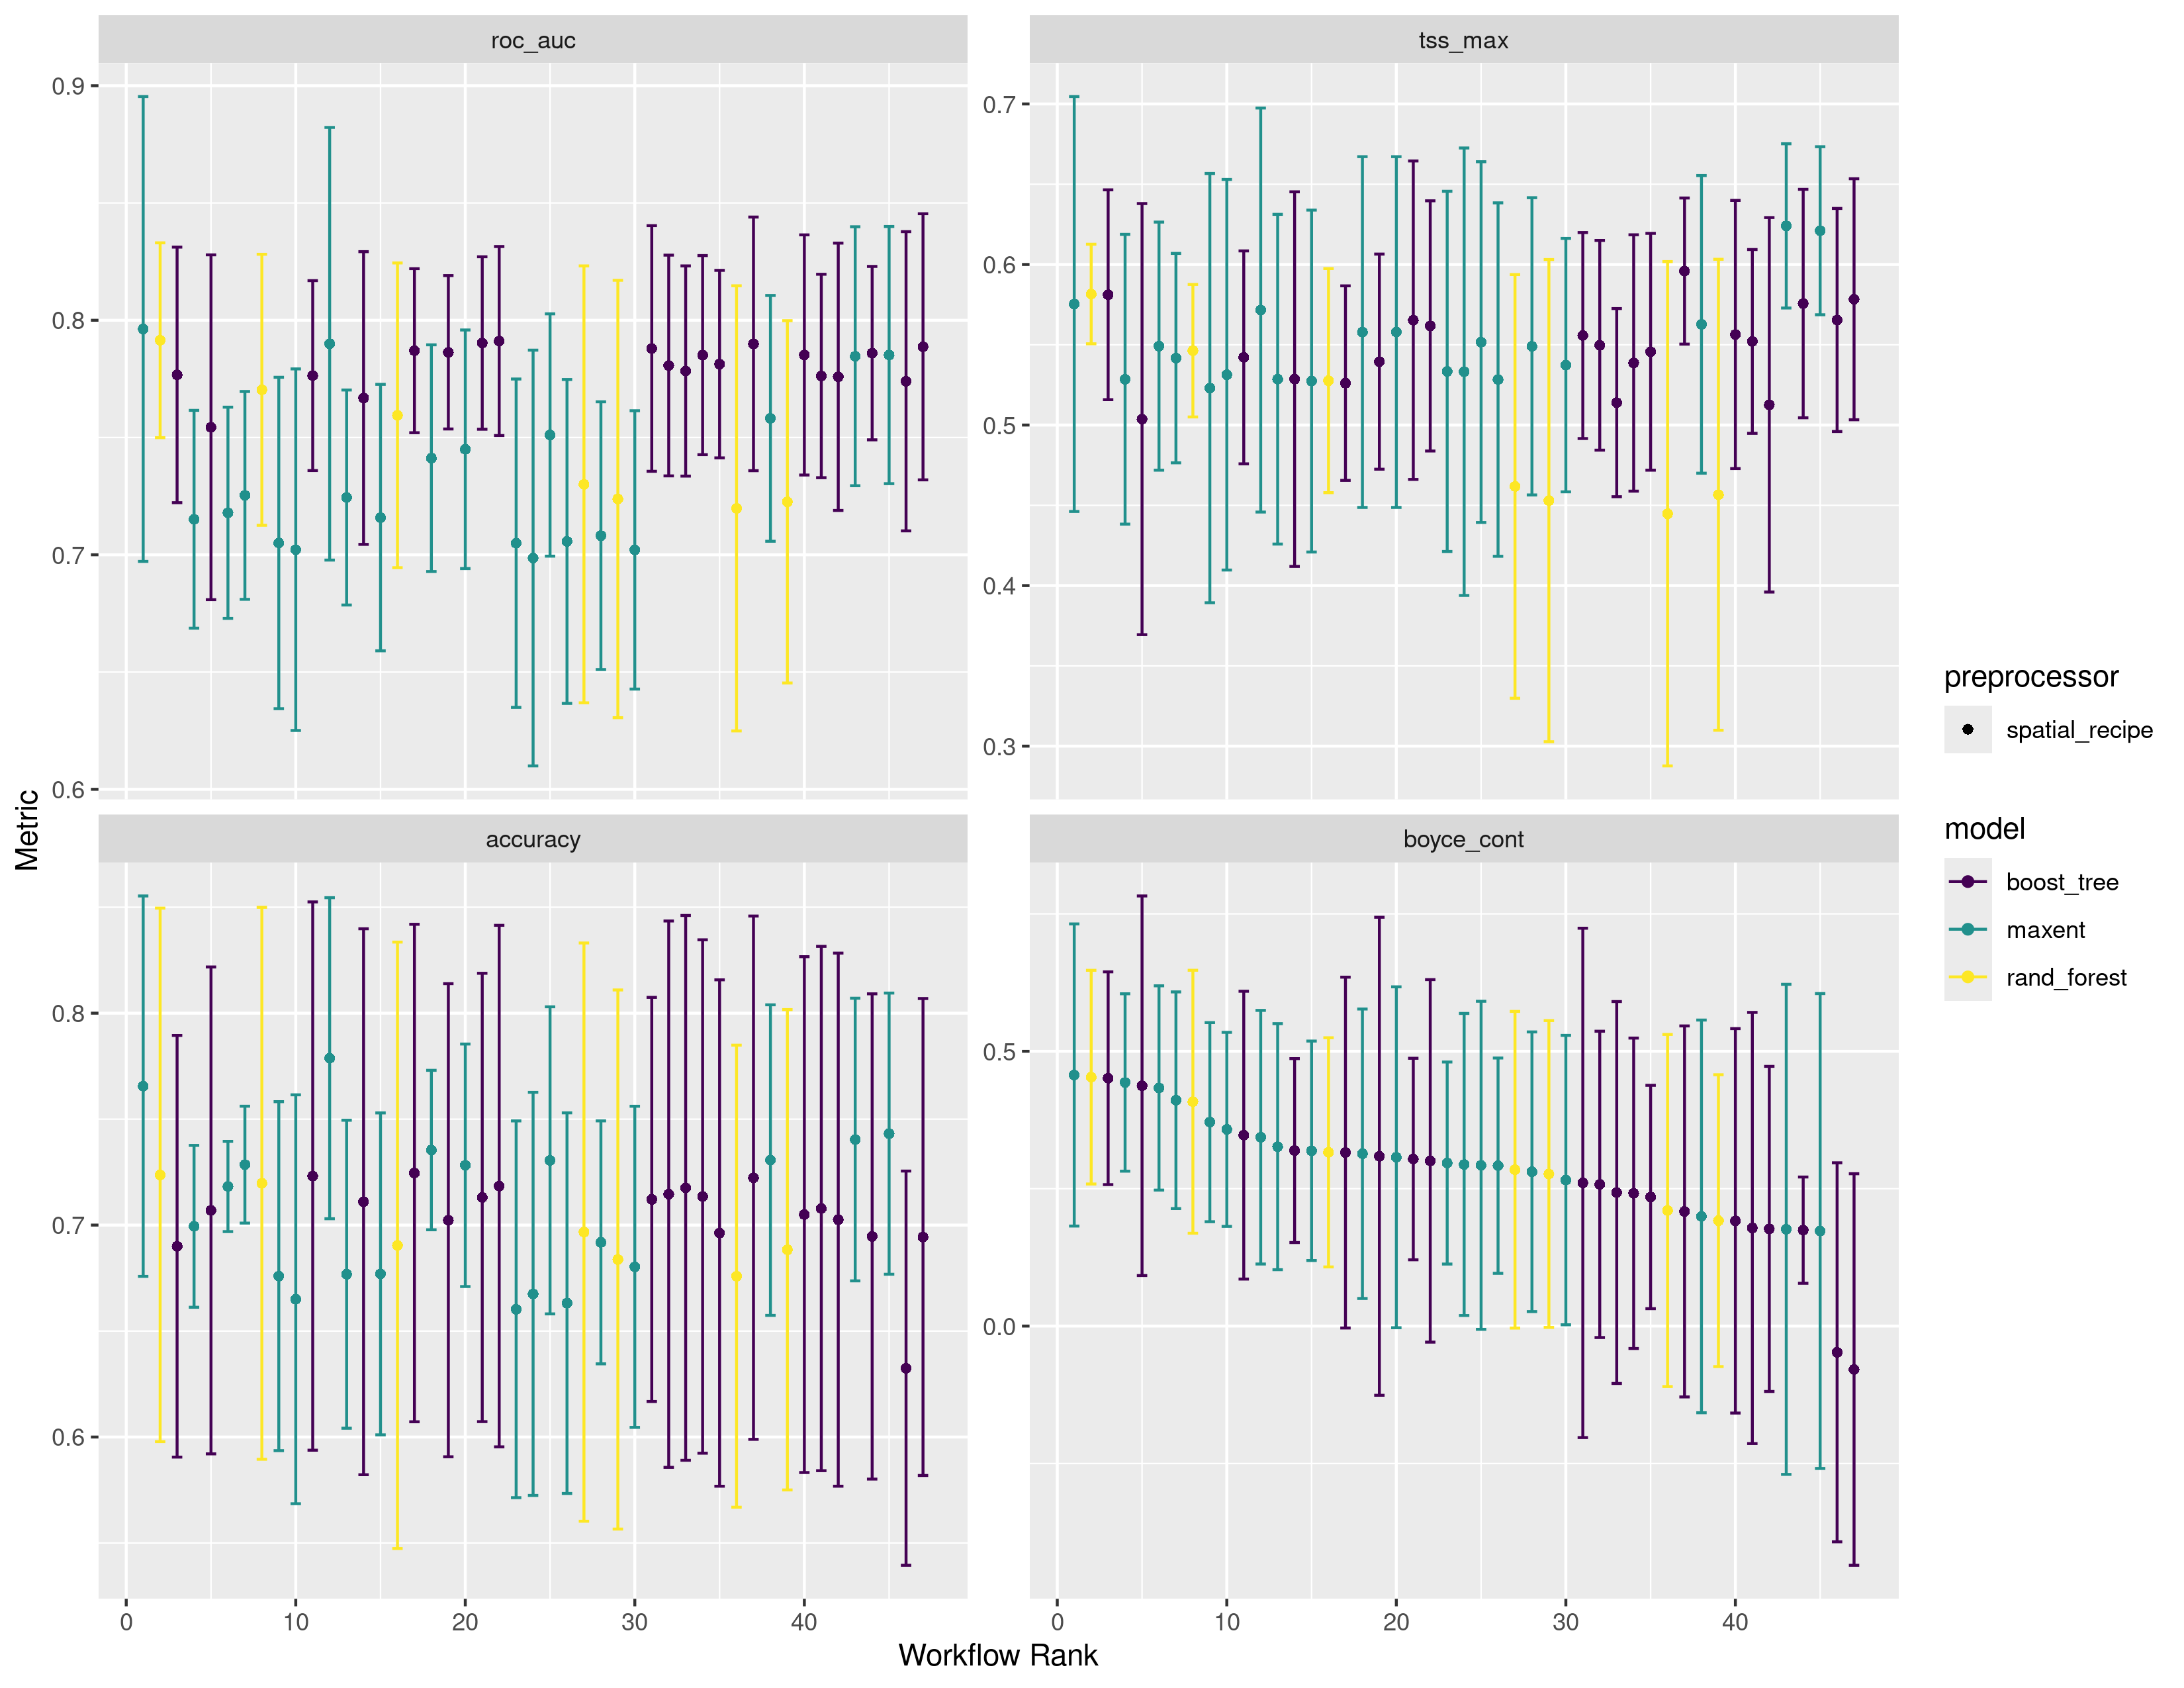 roc_auc
tss_max
0.9
0.8
0.7
0.6
0.7
0.6
0.5
0.4
0.3
accuracy
boyce_cont
0.8
0.7
0.6
0.5
0.0
0 10 20 30 40
0 10 20 30 40
Metric
Workflow Rank
preprocessor
spatial_recipe
model
boost_tree
maxent
rand_forest